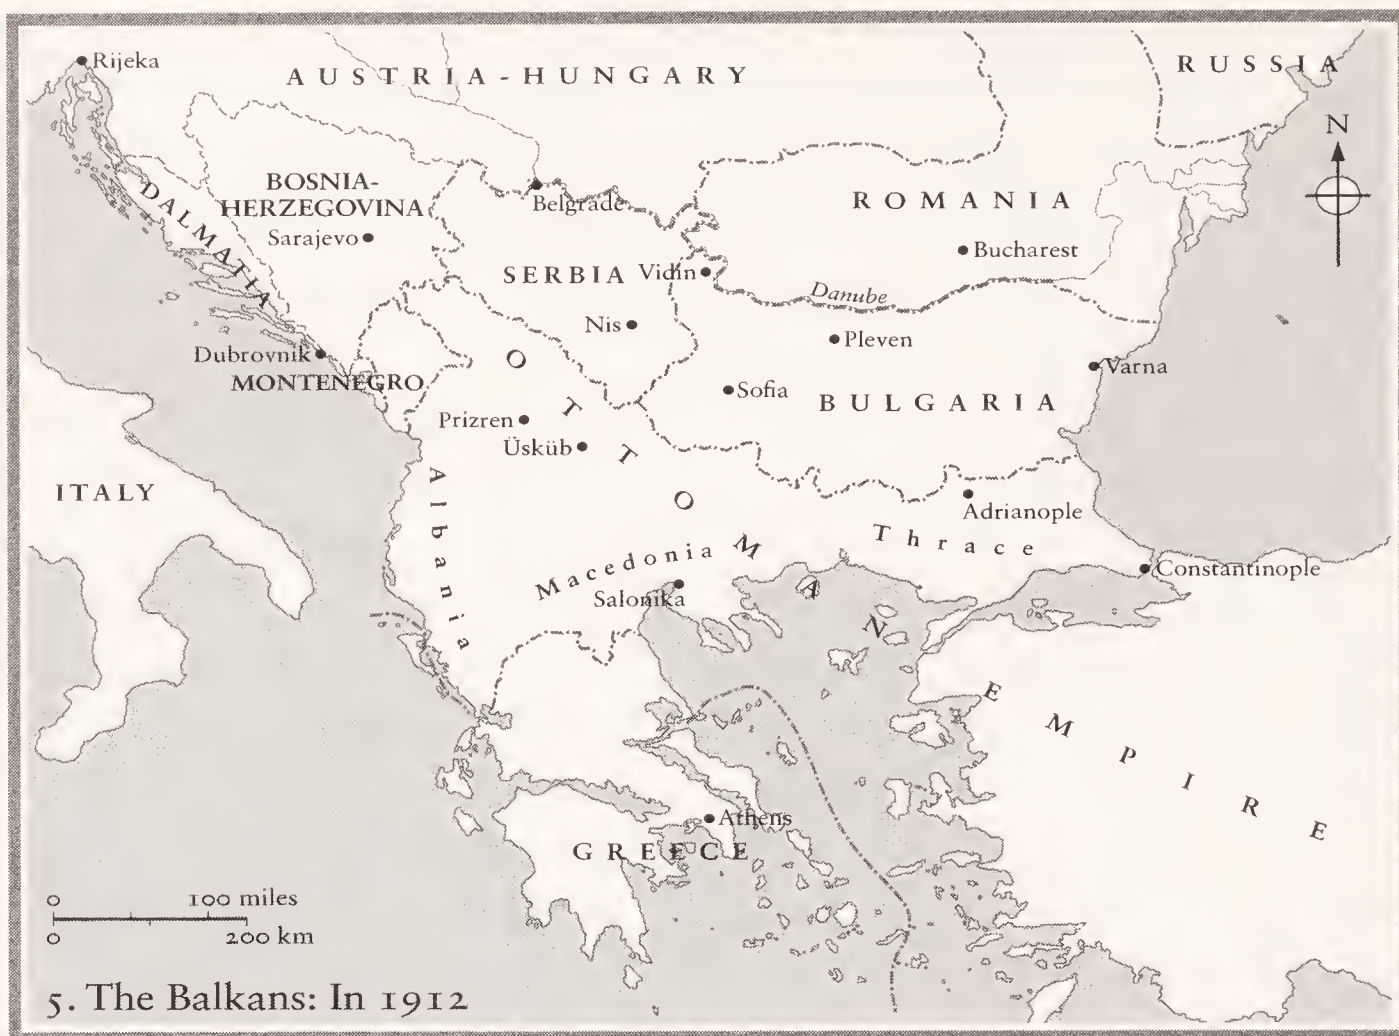 Rijeka
AUSTRIA-HUNGARY
RUSSIA
N
BOSNIA-
HERZEGOVINA
Sarajevo
DALMATIA
Belgrade
ROMANIA
Bucharest
SERBIA
Vidin
Danube
Nis
Pleven
Varna
Dubrovnik
MONTENEGRO
Sofia
BULGARIA
Prizren
Üsküb
OTTOMAN EMPIRE
ITALY
Albania
Adrianople
Thrace
Macedonia
Salonika
Constantinople
Athens
GREECE
0 100 miles
0 200 km
5. The Balkans: In 1912